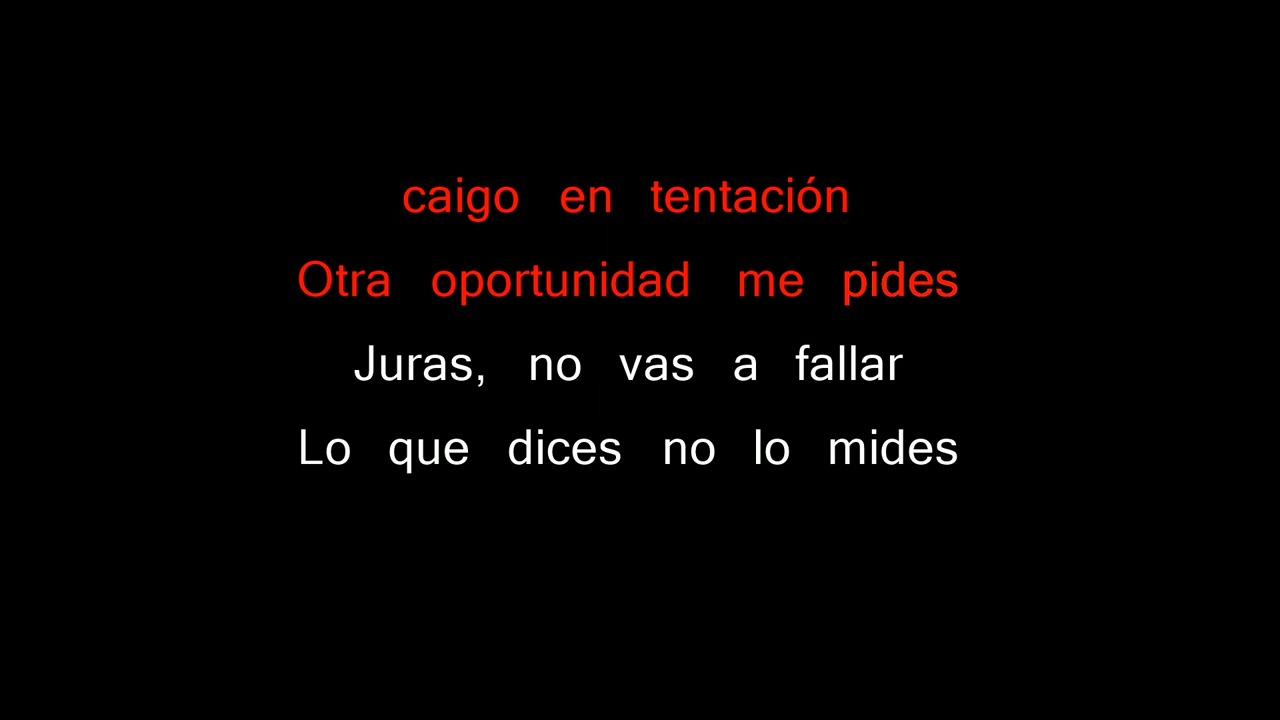 caigo en tentación
Otra oportunidad me pides
Juras, no vas a fallar
Lo que dices no lo mides